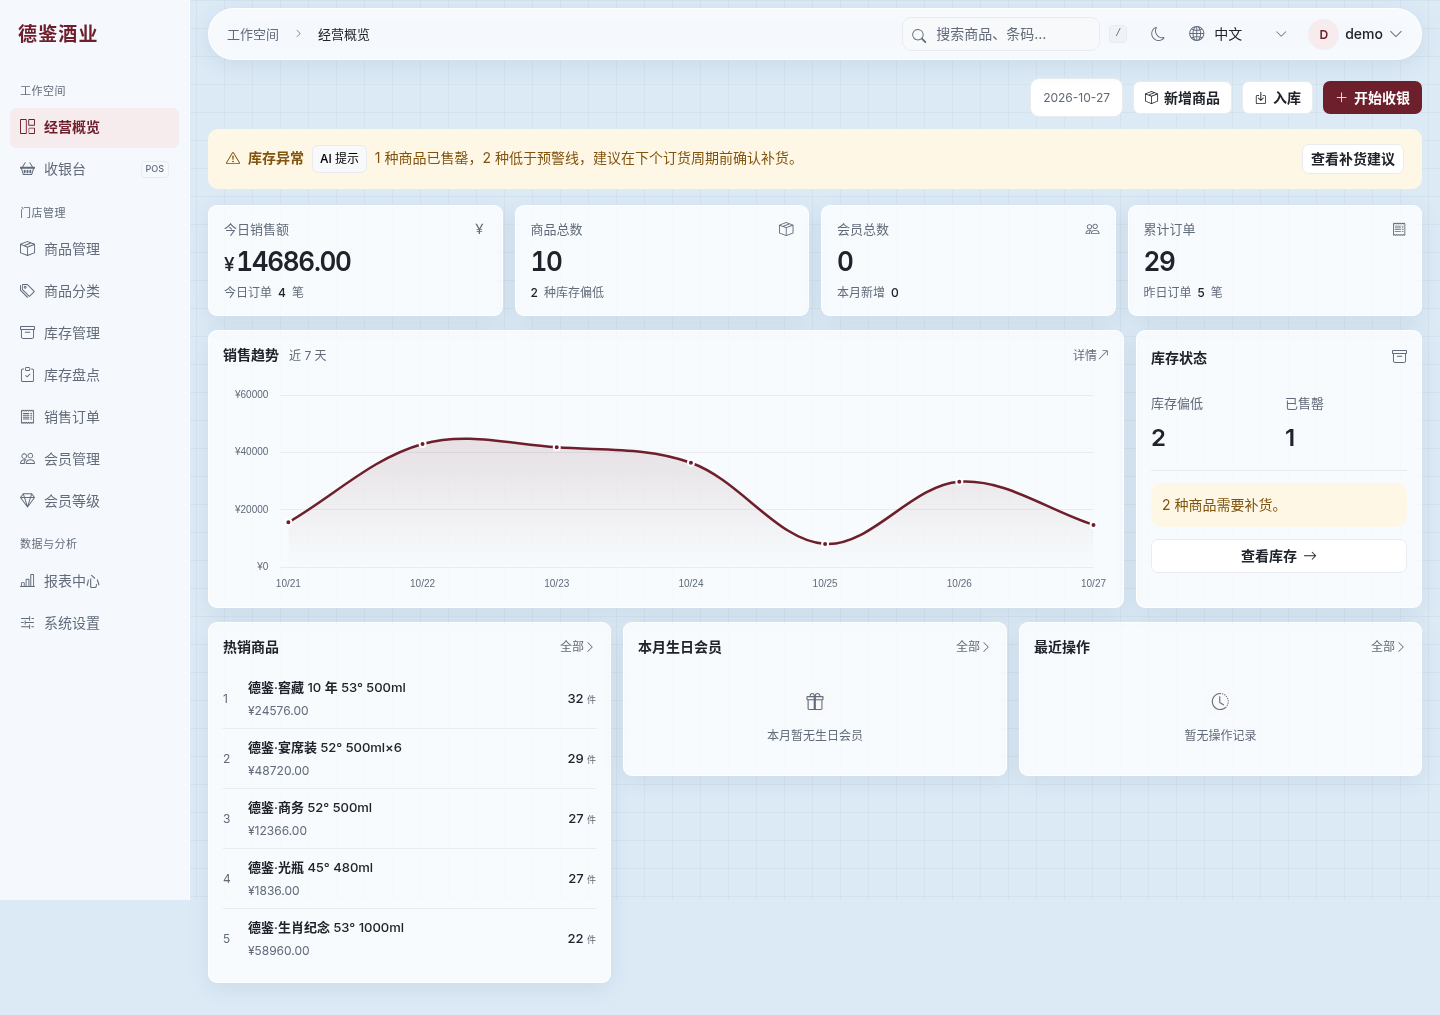 德鉴酒业
工作空间
经营概览
收银台 POS
门店管理
商品管理
商品分类
库存管理
库存盘点
销售订单
会员管理
会员等级
数据与分析
报表中心
系统设置
工作空间 经营概览
搜索商品、条码... / 中文 D demo
2026-10-27 新增商品 入库 开始收银
库存异常 AI 提示 1 种商品已售罄，2 种低于预警线，建议在下个订货周期前确认补货。 查看补货建议
今日销售额 ¥
¥14686.00
今日订单 4 笔
商品总数
10
2 种库存偏低
会员总数
0
本月新增 0
累计订单
29
昨日订单 5 笔
销售趋势 近 7 天 详情
¥60000
¥40000
¥20000
¥0
10/21 10/22 10/23 10/24 10/25 10/26 10/27
库存状态
库存偏低 已售罄
2 1
2 种商品需要补货。
查看库存
热销商品 全部
1 德鉴·窖藏 10 年 53° 500ml 32 件
¥24576.00
2 德鉴·宴席装 52° 500ml×6 29 件
¥48720.00
3 德鉴·商务 52° 500ml 27 件
¥12366.00
4 德鉴·光瓶 45° 480ml 27 件
¥1836.00
5 德鉴·生肖纪念 53° 1000ml 22 件
¥58960.00
本月生日会员 全部
本月暂无生日会员
最近操作 全部
暂无操作记录